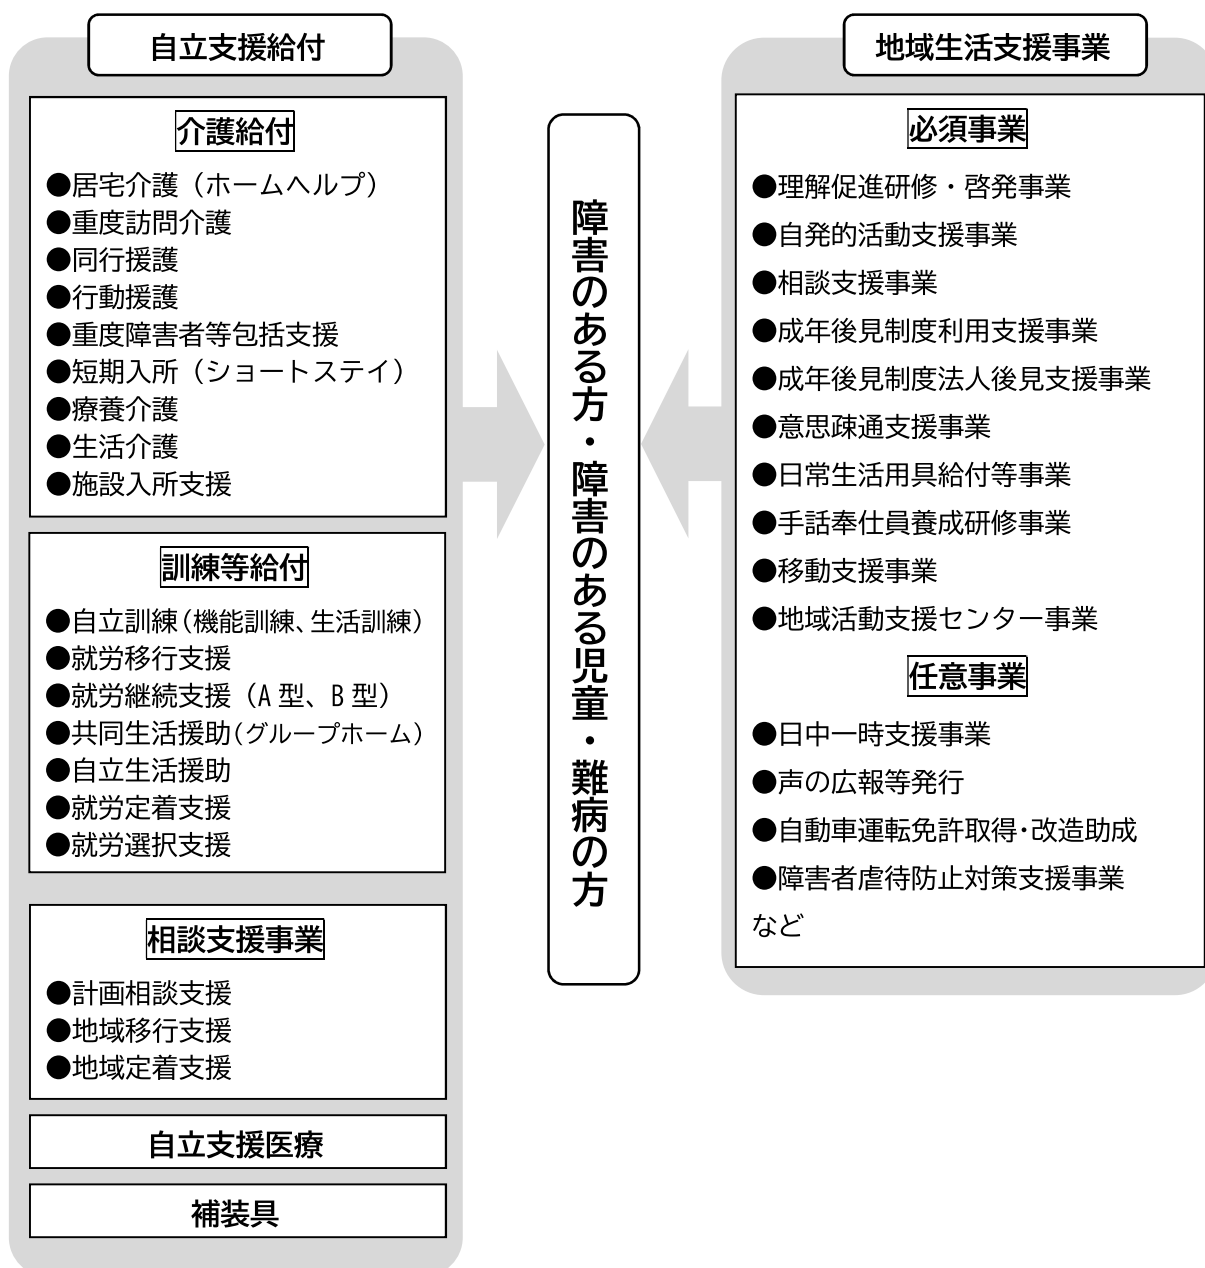 自立支援給付
介護給付
●居宅介護（ホームヘルプ）
●重度訪問介護
●同行援護
●行動援護
●重度障害者等包括支援
●短期入所（ショートステイ）
●療養介護
●生活介護
●施設入所支援
訓練等給付
●自立訓練(機能訓練、生活訓練)
●就労移行支援
●就労継続支援（A型、B型）
●共同生活援助(グループホーム)
●自立生活援助
●就労定着支援
●就労選択支援
相談支援事業
●計画相談支援
●地域移行支援
●地域定着支援
自立支援医療
補装具
障害のある方・障害のある児童・難病の方
地域生活支援事業
必須事業
●理解促進研修・啓発事業
●自発的活動支援事業
●相談支援事業
●成年後見制度利用支援事業
●成年後見制度法人後見支援事業
●意思疎通支援事業
●日常生活用具給付等事業
●手話奉仕員養成研修事業
●移動支援事業
●地域活動支援センター事業
任意事業
●日中一時支援事業
●声の広報等発行
●自動車運転免許取得･改造助成
●障害者虐待防止対策支援事業
など